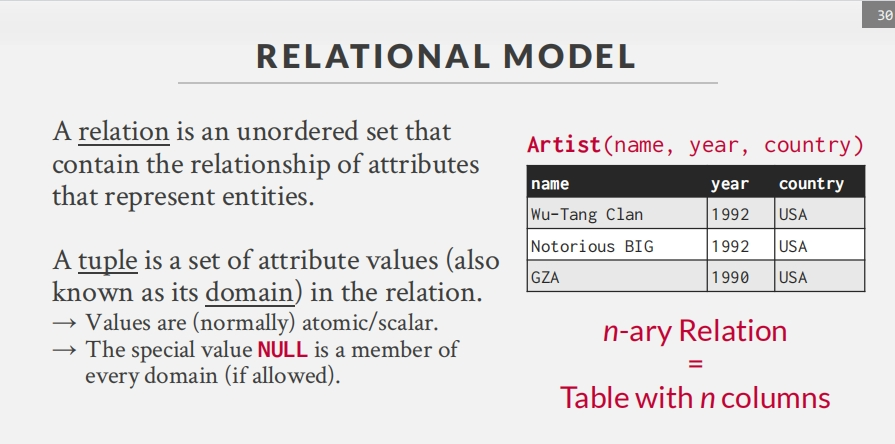 30
RELATIONAL MODEL
A relation is an unordered set that
contain the relationship of attributes
that represent entities.
A tuple is a set of attribute values (also
known as its domain) in the relation.
→ Values are (normally) atomic/scalar.
→ The special value NULL is a member of
every domain (if allowed).
Artist(name, year, country)
name year country
Wu-Tang Clan 1992 USA
Notorious BIG 1992 USA
GZA 1990 USA
n-ary Relation
=
Table with n columns